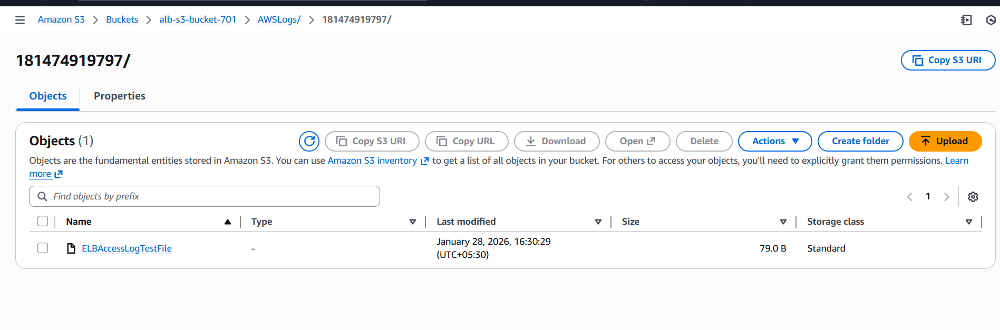 Amazon S3 > Buckets > alb-s3-bucket-701 > AWSLogs/ > 181474919797/
181474919797/
Copy S3 URI
Objects Properties
Objects (1)
Copy S3 URI Copy URL Download Open Delete Actions Create folder Upload
Objects are the fundamental entities stored in Amazon S3. You can use Amazon S3 inventory to get a list of all objects in your bucket. For others to access your objects, you'll need to explicitly grant them permissions. Learn
more
Find objects by prefix
1
Name Type Last modified Size Storage class
ELBAccessLogTestFile - January 28, 2026, 16:30:29 79.0 B Standard
(UTC+05:30)